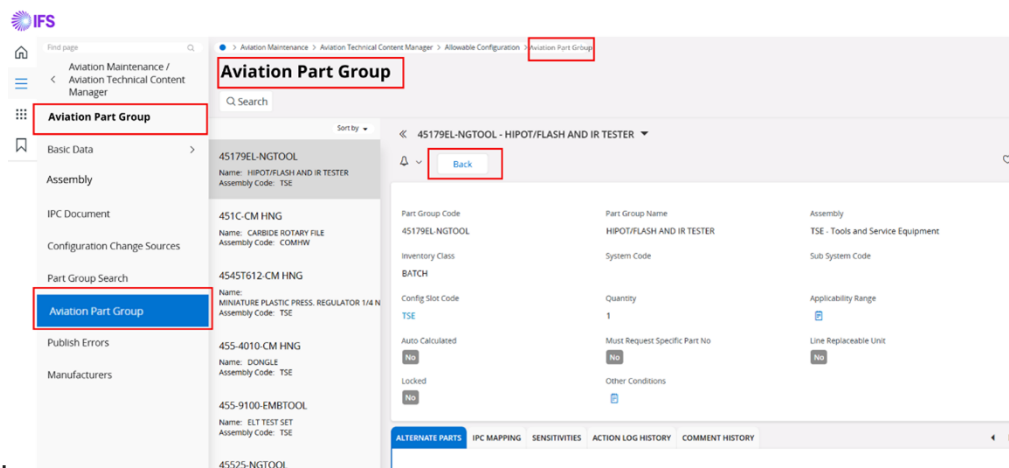 IFS
Find page
Aviation Maintenance /
Aviation Technical Content
Manager
Aviation Part Group
Basic Data
Assembly
IPC Document
Configuration Change Sources
Part Group Search
Aviation Part Group
Publish Errors
Manufacturers
> Aviation Maintenance > Aviation Technical Content Manager > Allowable Configuration > Aviation Part Group
Aviation Part Group
Search
Sort by
45179EL-NGTOOL
Name: HIPOT/FLASH AND IR TESTER
Assembly Code: TSE
451C-CM HNG
Name: CARBIDE ROTARY FILE
Assembly Code: COMHW
4545T612-CM HNG
Name:
MINIATURE PLASTIC PRESS. REGULATOR 1/4 N
Assembly Code: TSE
455-4010-CM HNG
Name: DONGLE
Assembly Code: TSE
455-9100-EMBTOOL
Name: ELT TEST SET
Assembly Code: TSE
45525-NGTOOL
45179EL-NGTOOL - HIPOT/FLASH AND IR TESTER
Back
Part Group Code Part Group Name Assembly
45179EL-NGTOOL HIPOT/FLASH AND IR TESTER TSE - Tools and Service Equipment
Inventory Class System Code Sub System Code
BATCH
Config Slot Code Quantity Applicability Range
TSE 1
Auto Calculated Must Request Specific Part No Line Replaceable Unit
No No No
Locked Other Conditions
No
ALTERNATE PARTS IPC MAPPING SENSITIVITIES ACTION LOG HISTORY COMMENT HISTORY
.